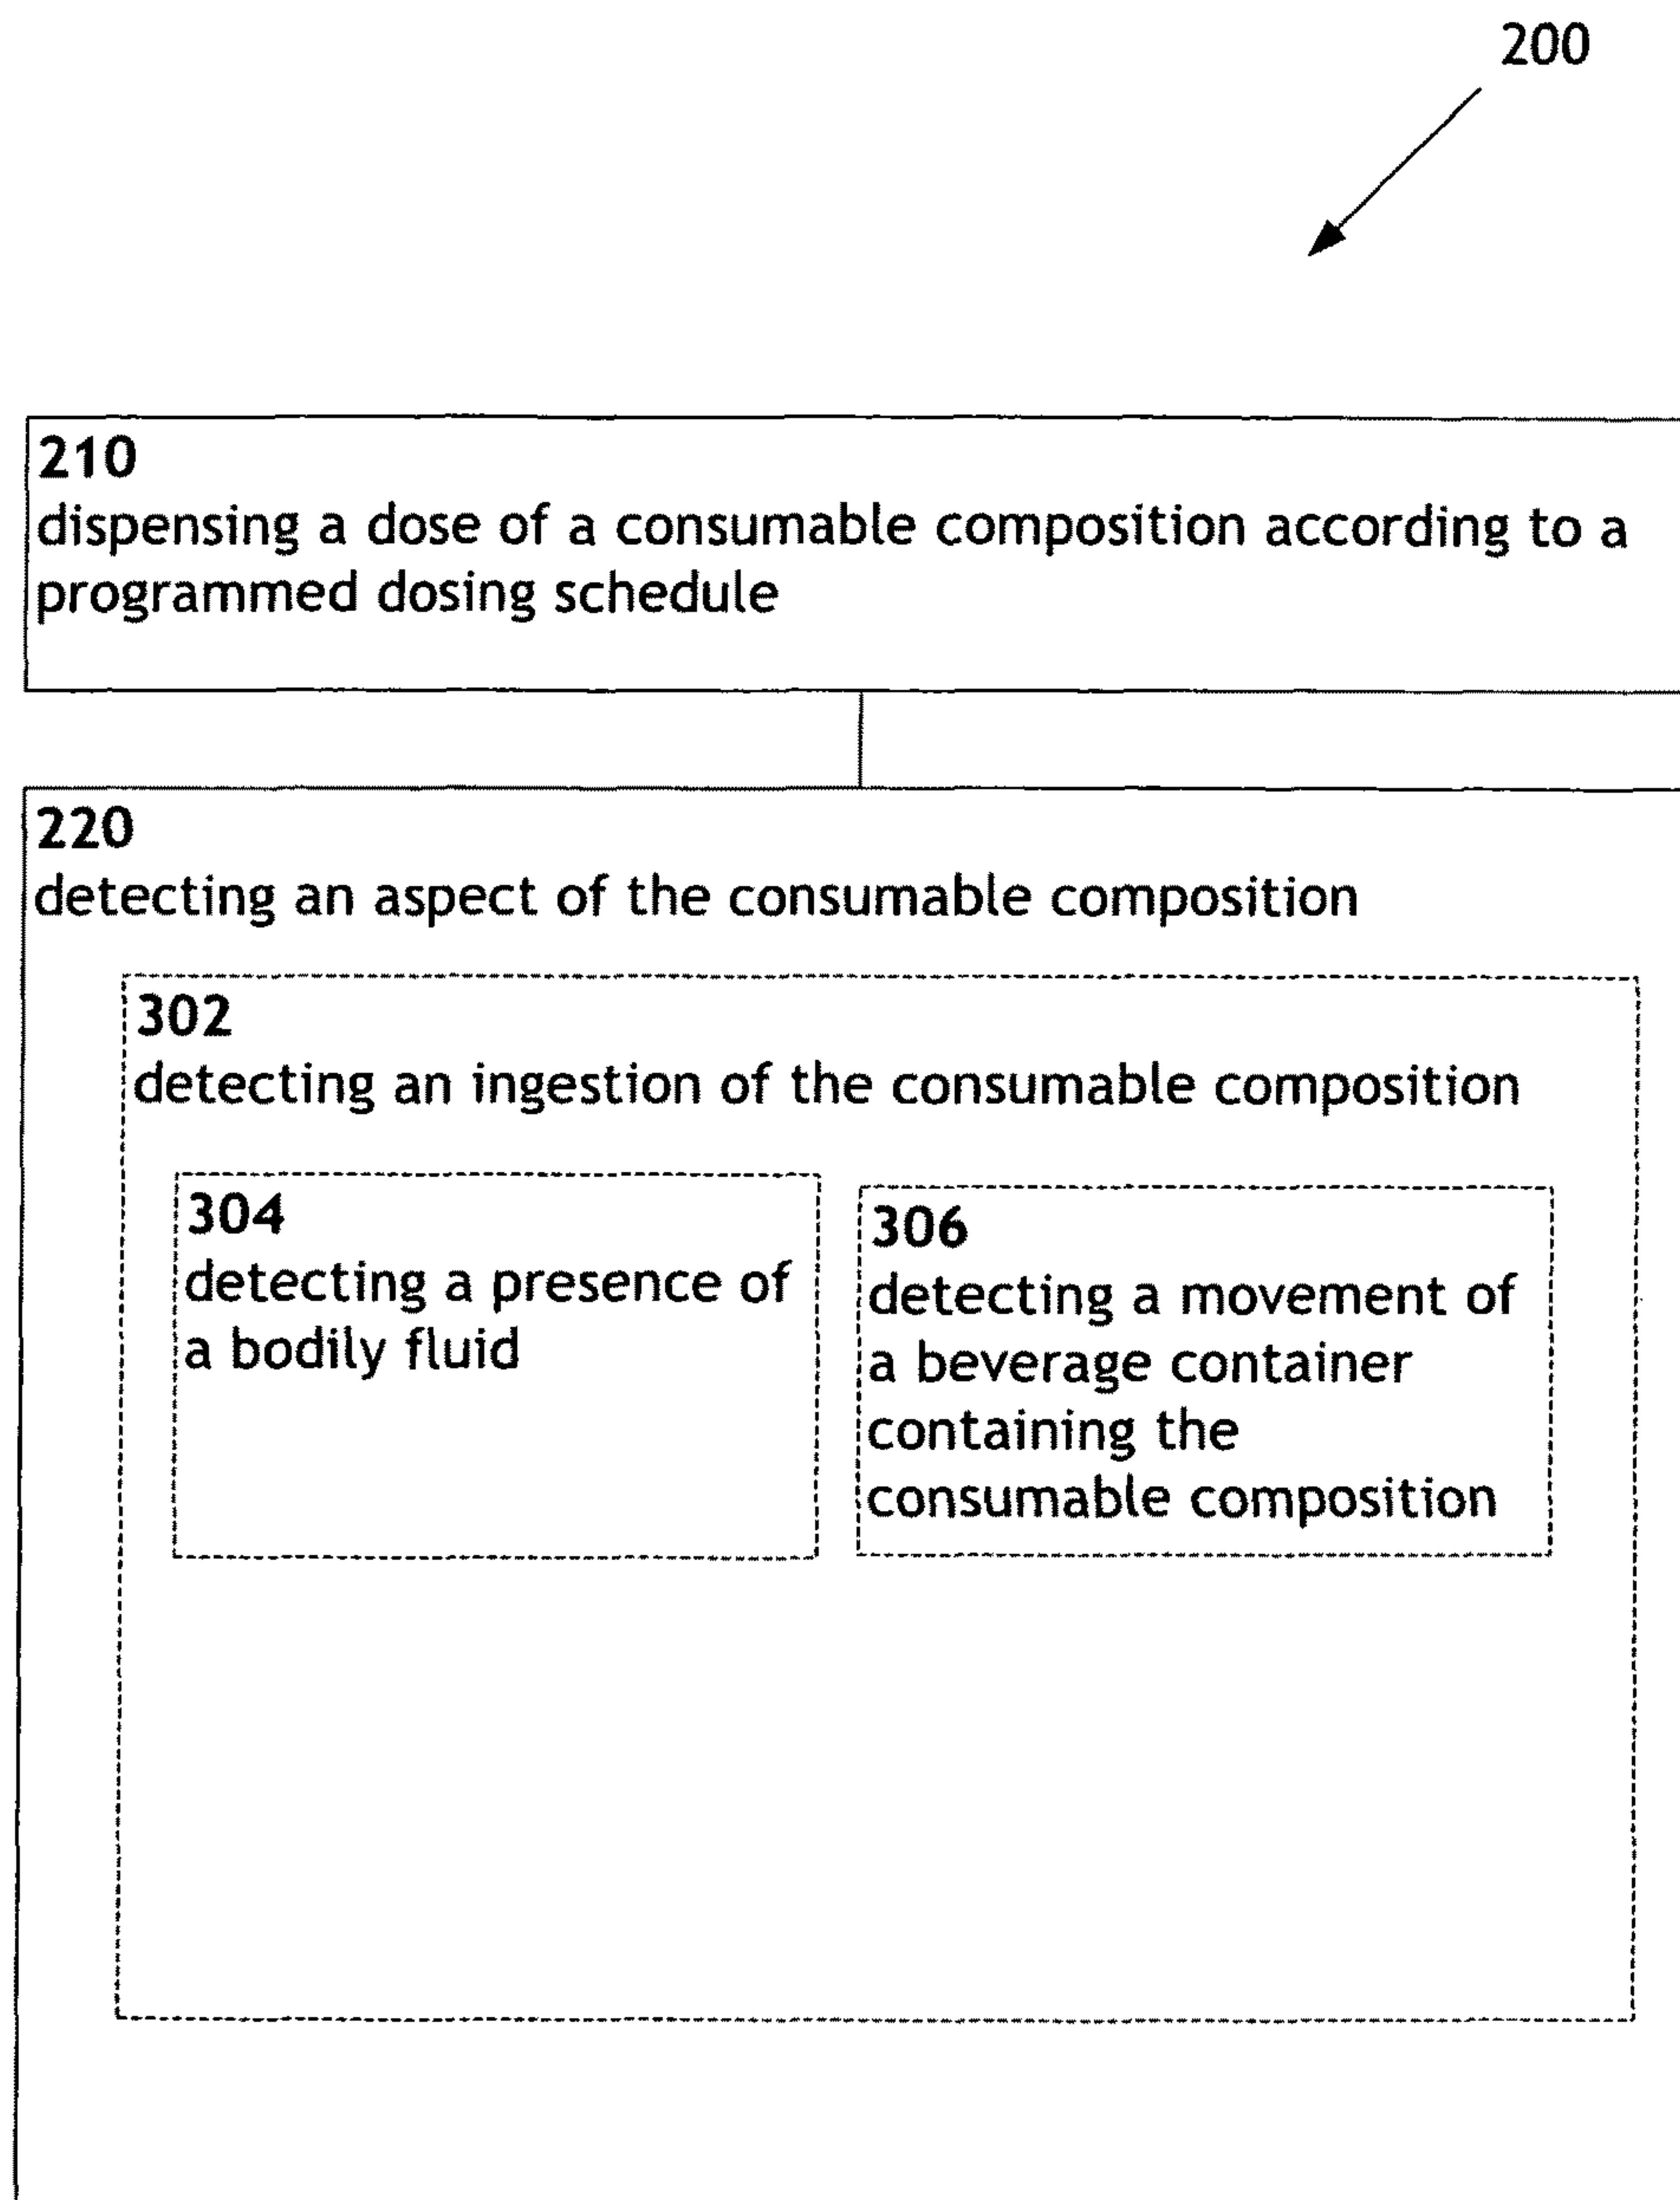 200
210
dispensing a dose of a consumable composition according to a
programmed dosing schedule
220
detecting an aspect of the consumable composition
302
detecting an ingestion of the consumable composition
304
detecting a presence of
a bodily fluid
306
detecting a movement of
a beverage container
containing the
consumable composition